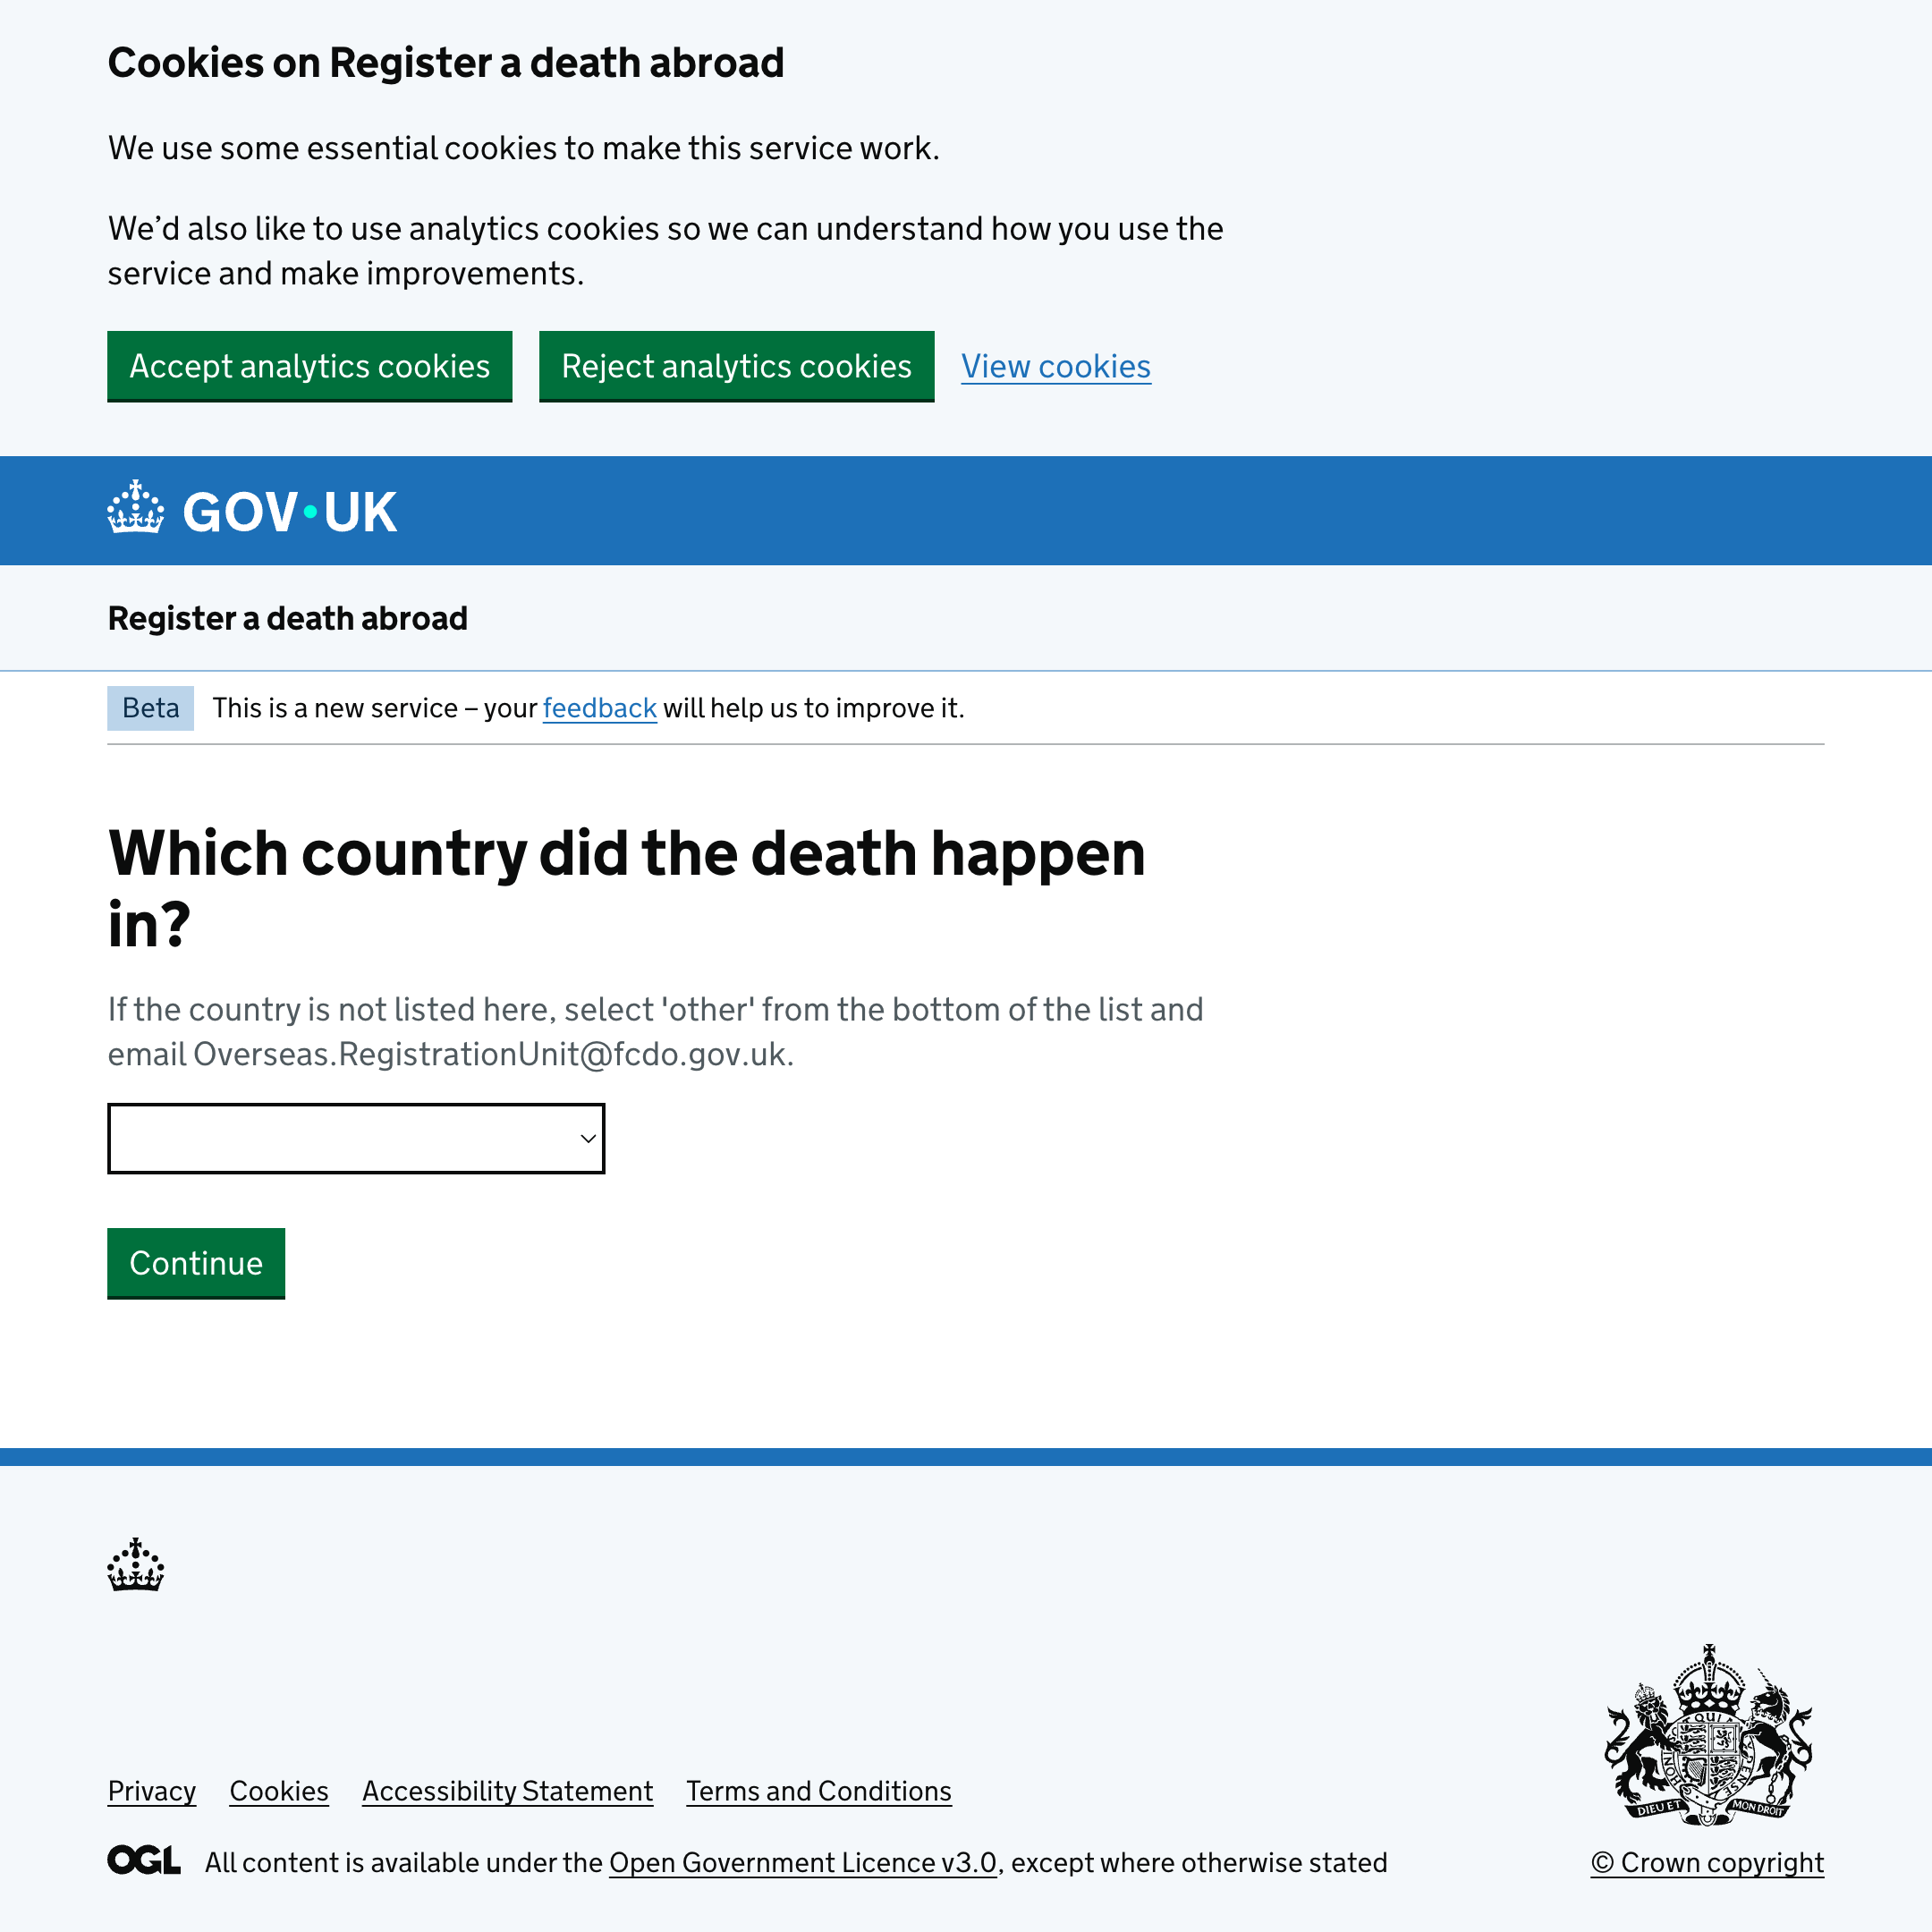 Cookies on Register a death abroad
We use some essential cookies to make this service work.
We’d also like to use analytics cookies so we can understand how you use the
service and make improvements.
Accept analytics cookies
Reject analytics cookies
View cookies
GOV•UK
Register a death abroad
Beta
This is a new service – your feedback will help us to improve it.
Which country did the death happen
in?
If the country is not listed here, select 'other' from the bottom of the list and
email Overseas.RegistrationUnit@fcdo.gov.uk.
Continue
Privacy
Cookies
Accessibility Statement
Terms and Conditions
DIEU ET MON DROIT
OGL
All content is available under the Open Government Licence v3.0, except where otherwise stated
© Crown copyright